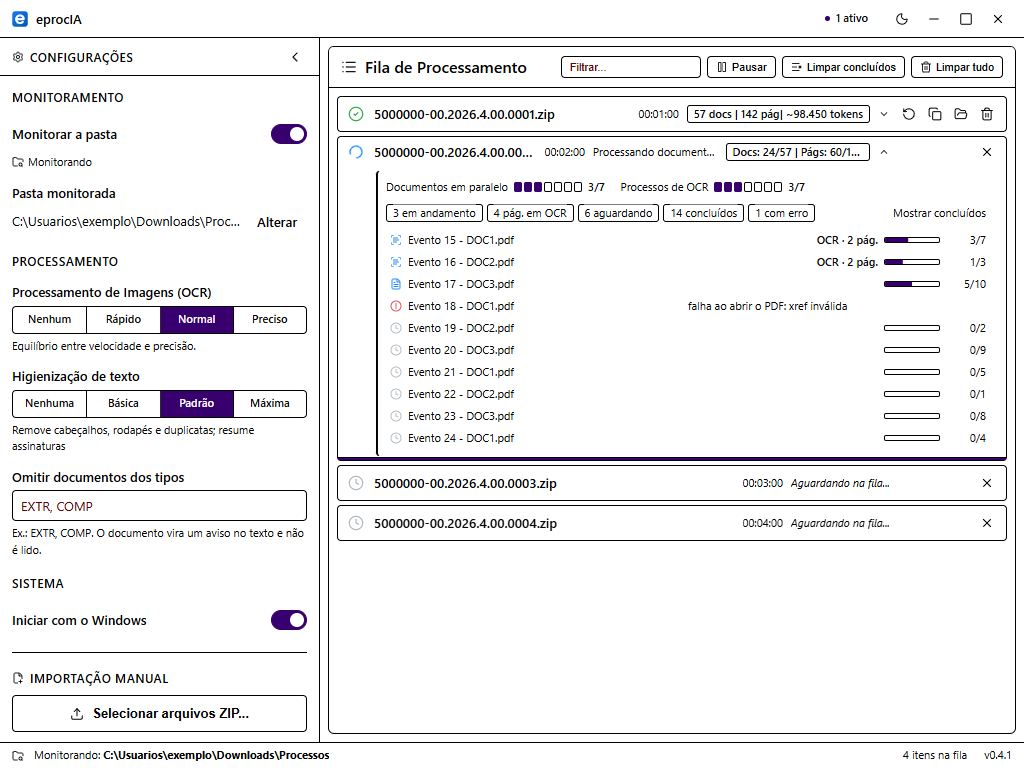 eprocIA
1 ativo
CONFIGURAÇÕES
MONITORAMENTO
Monitorar a pasta
Monitorando
Pasta monitorada
C:\Usuarios\exemplo\Downloads\Proc... Alterar
PROCESSAMENTO
Processamento de Imagens (OCR)
Nenhum Rápido Normal Preciso
Equilíbrio entre velocidade e precisão.
Higienização de texto
Nenhuma Básica Padrão Máxima
Remove cabeçalhos, rodapés e duplicatas; resume
assinaturas
Omitir documentos dos tipos
EXTR, COMP
Ex.: EXTR, COMP. O documento vira um aviso no texto e não
é lido.
SISTEMA
Iniciar com o Windows
IMPORTAÇÃO MANUAL
Selecionar arquivos ZIP...
Fila de Processamento Filtrar... Pausar Limpar concluídos Limpar tudo
5000000-00.2026.4.00.0001.zip 00:01:00 57 docs | 142 pág| ~98.450 tokens
5000000-00.2026.4.00.00... 00:02:00 Processando document... Docs: 24/57 | Págs: 60/1...
Documentos em paralelo 3/7 Processos de OCR 3/7
3 em andamento 4 pág. em OCR 6 aguardando 14 concluídos 1 com erro Mostrar concluídos
Evento 15 - DOC1.pdf OCR · 2 pág. 3/7
Evento 16 - DOC2.pdf OCR · 2 pág. 1/3
Evento 17 - DOC3.pdf 5/10
Evento 18 - DOC1.pdf falha ao abrir o PDF: xref inválida
Evento 19 - DOC2.pdf 0/2
Evento 20 - DOC3.pdf 0/9
Evento 21 - DOC1.pdf 0/5
Evento 22 - DOC2.pdf 0/1
Evento 23 - DOC3.pdf 0/8
Evento 24 - DOC1.pdf 0/4
5000000-00.2026.4.00.0003.zip 00:03:00 Aguardando na fila...
5000000-00.2026.4.00.0004.zip 00:04:00 Aguardando na fila...
Monitorando: C:\Usuarios\exemplo\Downloads\Processos
4 itens na fila v0.4.1